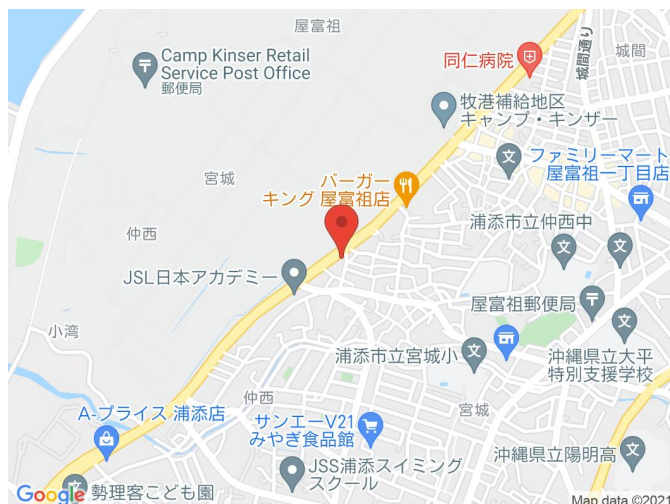 屋富祖
城間通り
城間
同仁病院
Camp Kinser Retail
Service Post Office
郵便局
牧港補給地区
キャンプ・キンザー
ファミリーマート
屋富祖一丁目店
宮城
バーガー
キング 屋富祖店
仲西
浦添市立仲西中
JSL日本アカデミー
屋富祖郵便局
小湾
浦添市立宮城小
沖縄県立大平
特別支援学校
仲西
宮城
A-プライス 浦添店
サンエーV21
みやぎ食品館
沖縄県立陽明高
JSS浦添スイミング
スクール
Google
勢理客こども園
Map data ©2021